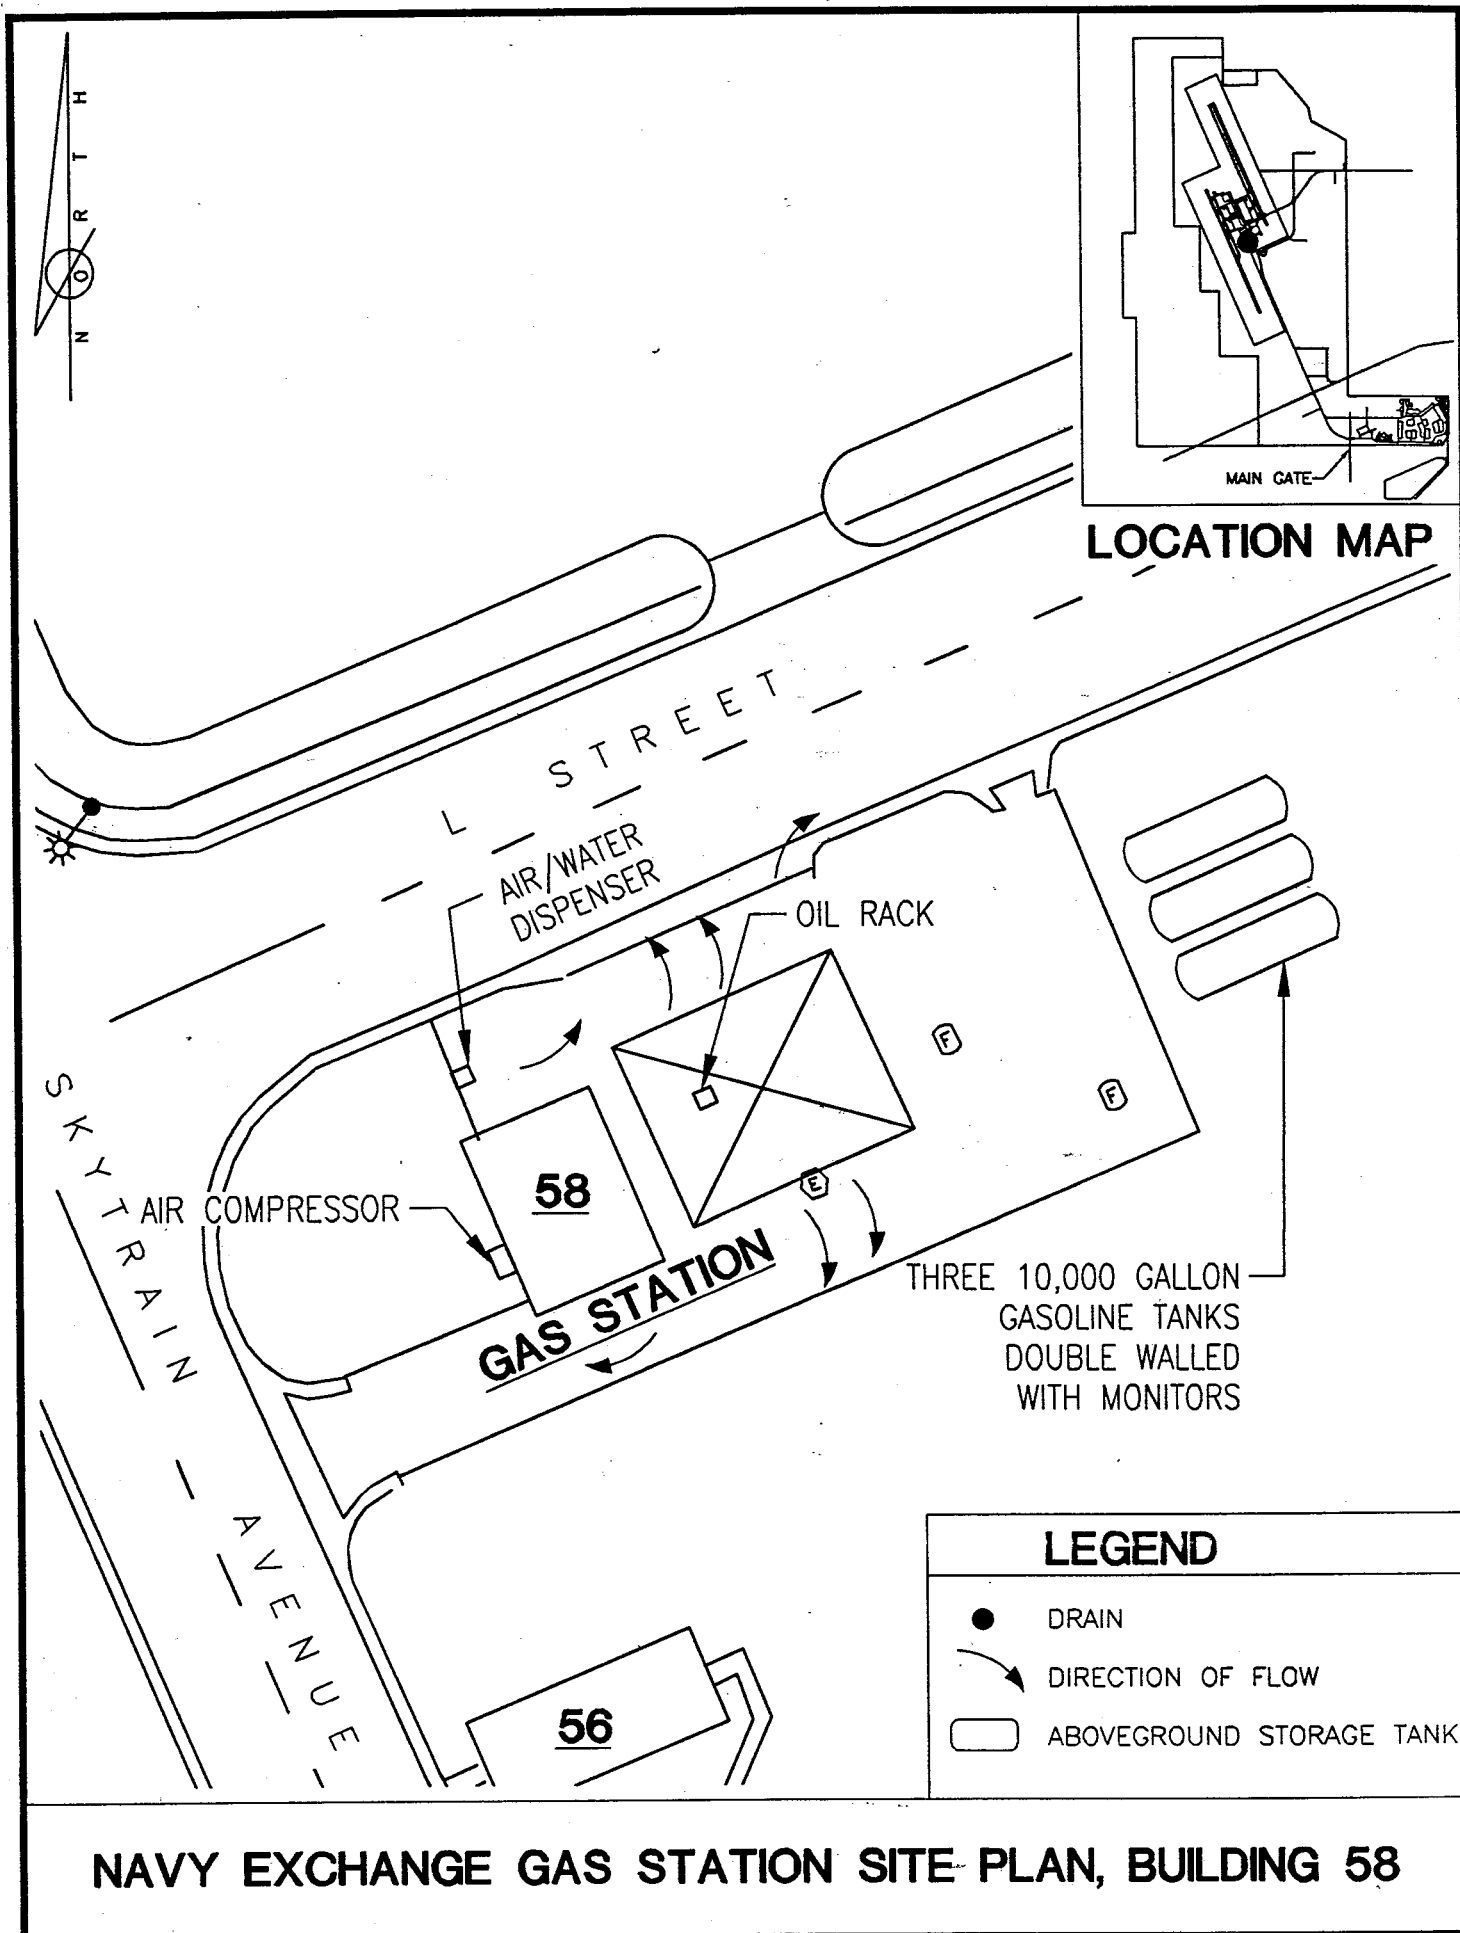 NORTH
MAIN GATE
LOCATION MAP
L STREET
AIR/WATER
DISPENSER
OIL RACK
F
F
SKYTRAIN AVENUE
58
AIR COMPRESSOR
E
GAS STATION
THREE 10,000 GALLON
GASOLINE TANKS
DOUBLE WALLED
WITH MONITORS
LEGEND
DRAIN
DIRECTION OF FLOW
ABOVEGROUND STORAGE TANK
56
NAVY EXCHANGE GAS STATION SITE PLAN, BUILDING 58